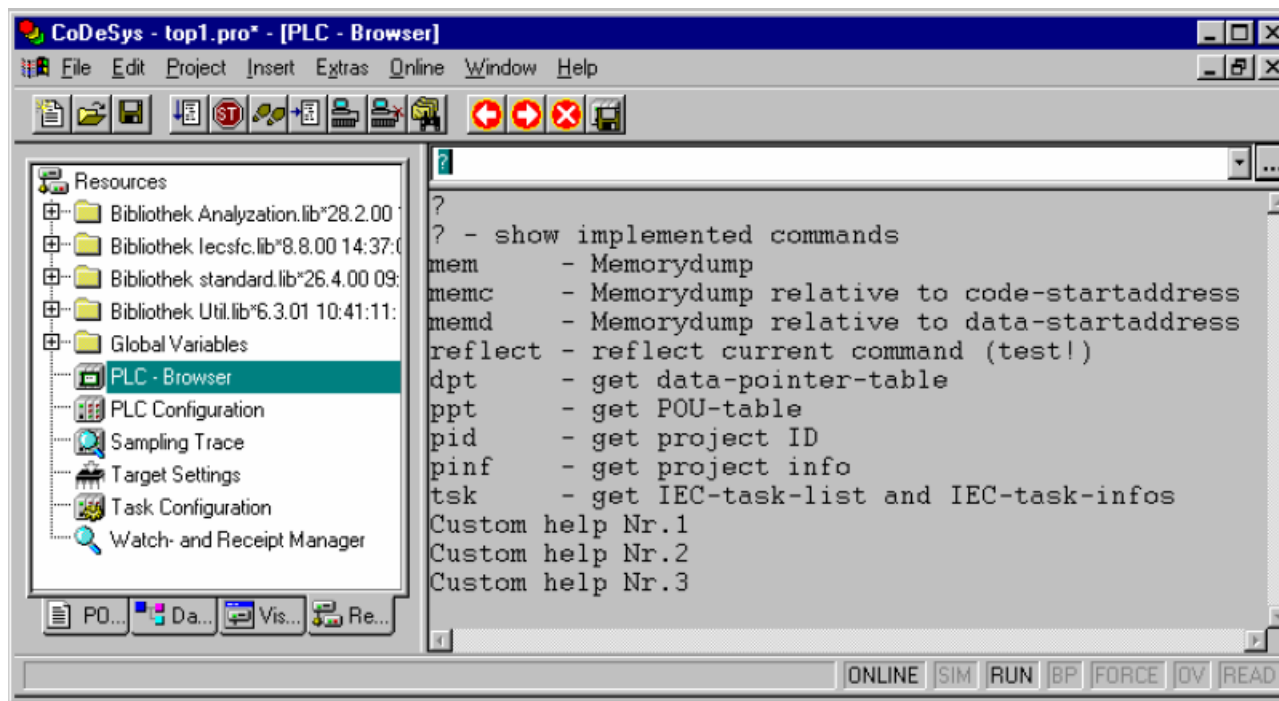 CoDeSys - top1.pro* - [PLC - Browser]
File Edit Project Insert Extras Online Window Help
ST
?
...
Resources
Bibliothek Analyzation.lib*28.2.00
Bibliothek Iecsfc.lib*8.8.00 14:37:0
Bibliothek standard.lib*26.4.00 09:
Bibliothek Util.lib*6.3.01 10:41:11:
Global Variables
PLC - Browser
PLC Configuration
Sampling Trace
Target Settings
Task Configuration
Watch- and Receipt Manager
PO... Da... Vis... Re...
?
? - show implemented commands
mem - Memorydump
memc - Memorydump relative to code-startaddress
memd - Memorydump relative to data-startaddress
reflect - reflect current command (test!)
dpt - get data-pointer-table
ppt - get POU-table
pid - get project ID
pinf - get project info
tsk - get IEC-task-list and IEC-task-infos
Custom help Nr.1
Custom help Nr.2
Custom help Nr.3
ONLINE SIM RUN BP FORCE OV READ